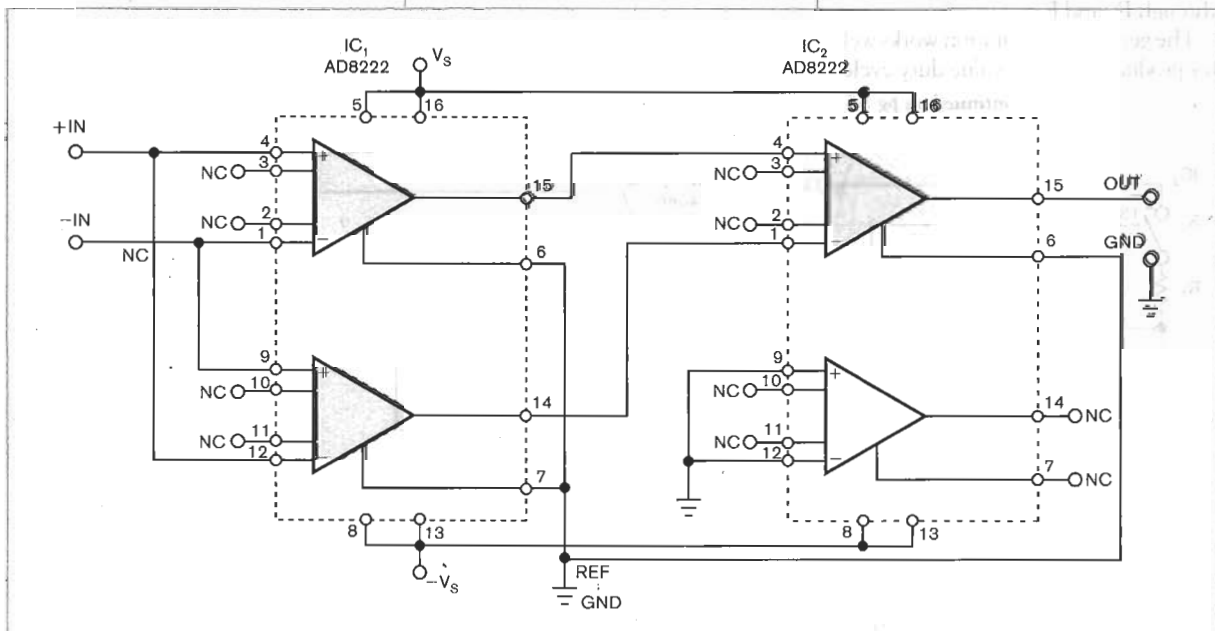 The
IC₁
AD8222
Vₛ
IC₂
AD8222
5
16
5
16
+IN
4
3
NC
NC
2
1
–IN
NC
15
6
4
3
NC
NC
2
1
15
OUT
6
GND
9
10
NC
NC
11
12
14
7
9
10
NC
NC
11
12
14
NC
7
NC
8
13
–Vₛ
REF
GND
8
13